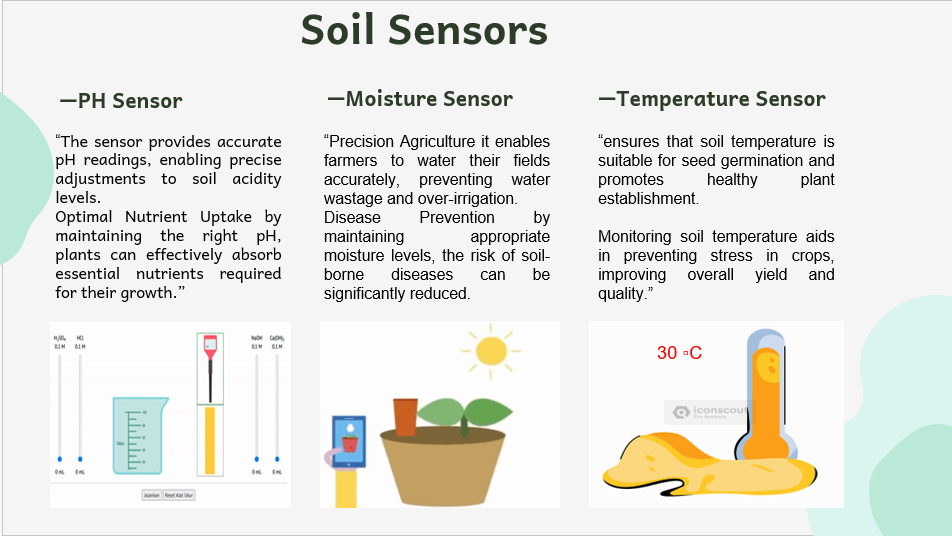 Soil Sensors
—PH Sensor
“The sensor provides accurate
pH readings, enabling precise
adjustments to soil acidity
levels.
Optimal Nutrient Uptake by
maintaining the right pH,
plants can effectively absorb
essential nutrients required
for their growth.”
—Moisture Sensor
“Precision Agriculture it enables
farmers to water their fields
accurately, preventing water
wastage and over-irrigation.
Disease Prevention by
maintaining appropriate
moisture levels, the risk of soil-
borne diseases can be
significantly reduced.
—Temperature Sensor
“ensures that soil temperature is
suitable for seed germination and
promotes healthy plant
establishment.
Monitoring soil temperature aids
in preventing stress in crops,
improving overall yield and
quality.”
H₂SO₄ HCl NaOH Ca(OH)₂
0.1 M 0.1 M 0.1 M 0.1 M
0 mL 0 mL 0 mL 0 mL
Jalankan Reset Alat Ukur
30 ▫C
iconscout